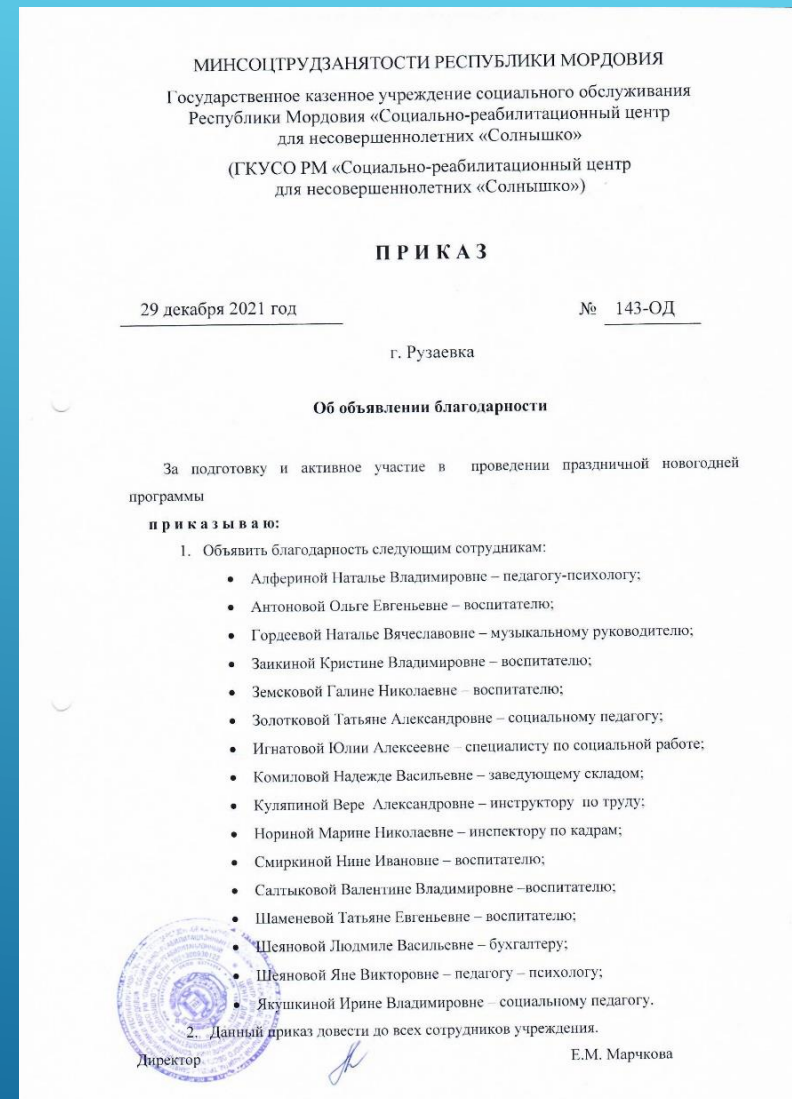 МИНСОЦТРУДЗАНЯТОСТИ РЕСПУБЛИКИ МОРДОВИЯ
Государственное казенное учреждение социального обслуживания
Республики Мордовия «Социально-реабилитационный центр
для несовершеннолетних «Солнышко»
(ГКУСО РМ «Социально-реабилитационный центр
для несовершеннолетних «Солнышко»)
П Р И К А З
29 декабря 2021 год № 143-ОД
г. Рузаевка
Об объявлении благодарности
За подготовку и активное участие в проведении праздничной новогодней
программы
п р и к а з ы в а ю:
1. Объявить благодарность следующим сотрудникам:
• Алфериной Наталье Владимировне – педагогу-психологу;
• Антоновой Ольге Евгеньевне – воспитателю;
• Гордеевой Наталье Вячеславовне – музыкальному руководителю;
• Заикиной Кристине Владимировне – воспитателю;
• Земсковой Галине Николаевне – воспитателю;
• Золотковой Татьяне Александровне – социальному педагогу;
• Игнатовой Юлии Алексеевне – специалисту по социальной работе;
• Комиловой Надежде Васильевне – заведующему складом;
• Куляпиной Вере Александровне – инструктору по труду;
• Нориной Марине Николаевне – инспектору по кадрам;
• Смиркиной Нине Ивановне – воспитателю;
• Салтыковой Валентине Владимировне –воспитателю;
• Шаменевой Татьяне Евгеньевне – воспитателю;
• Шеяновой Людмиле Васильевне – бухгалтеру;
• Шеяновой Яне Викторовне – педагогу – психологу;
• Якушкиной Ирине Владимировне – социальному педагогу.
2. Данный приказ довести до всех сотрудников учреждения.
Директор Е.М. Марчкова